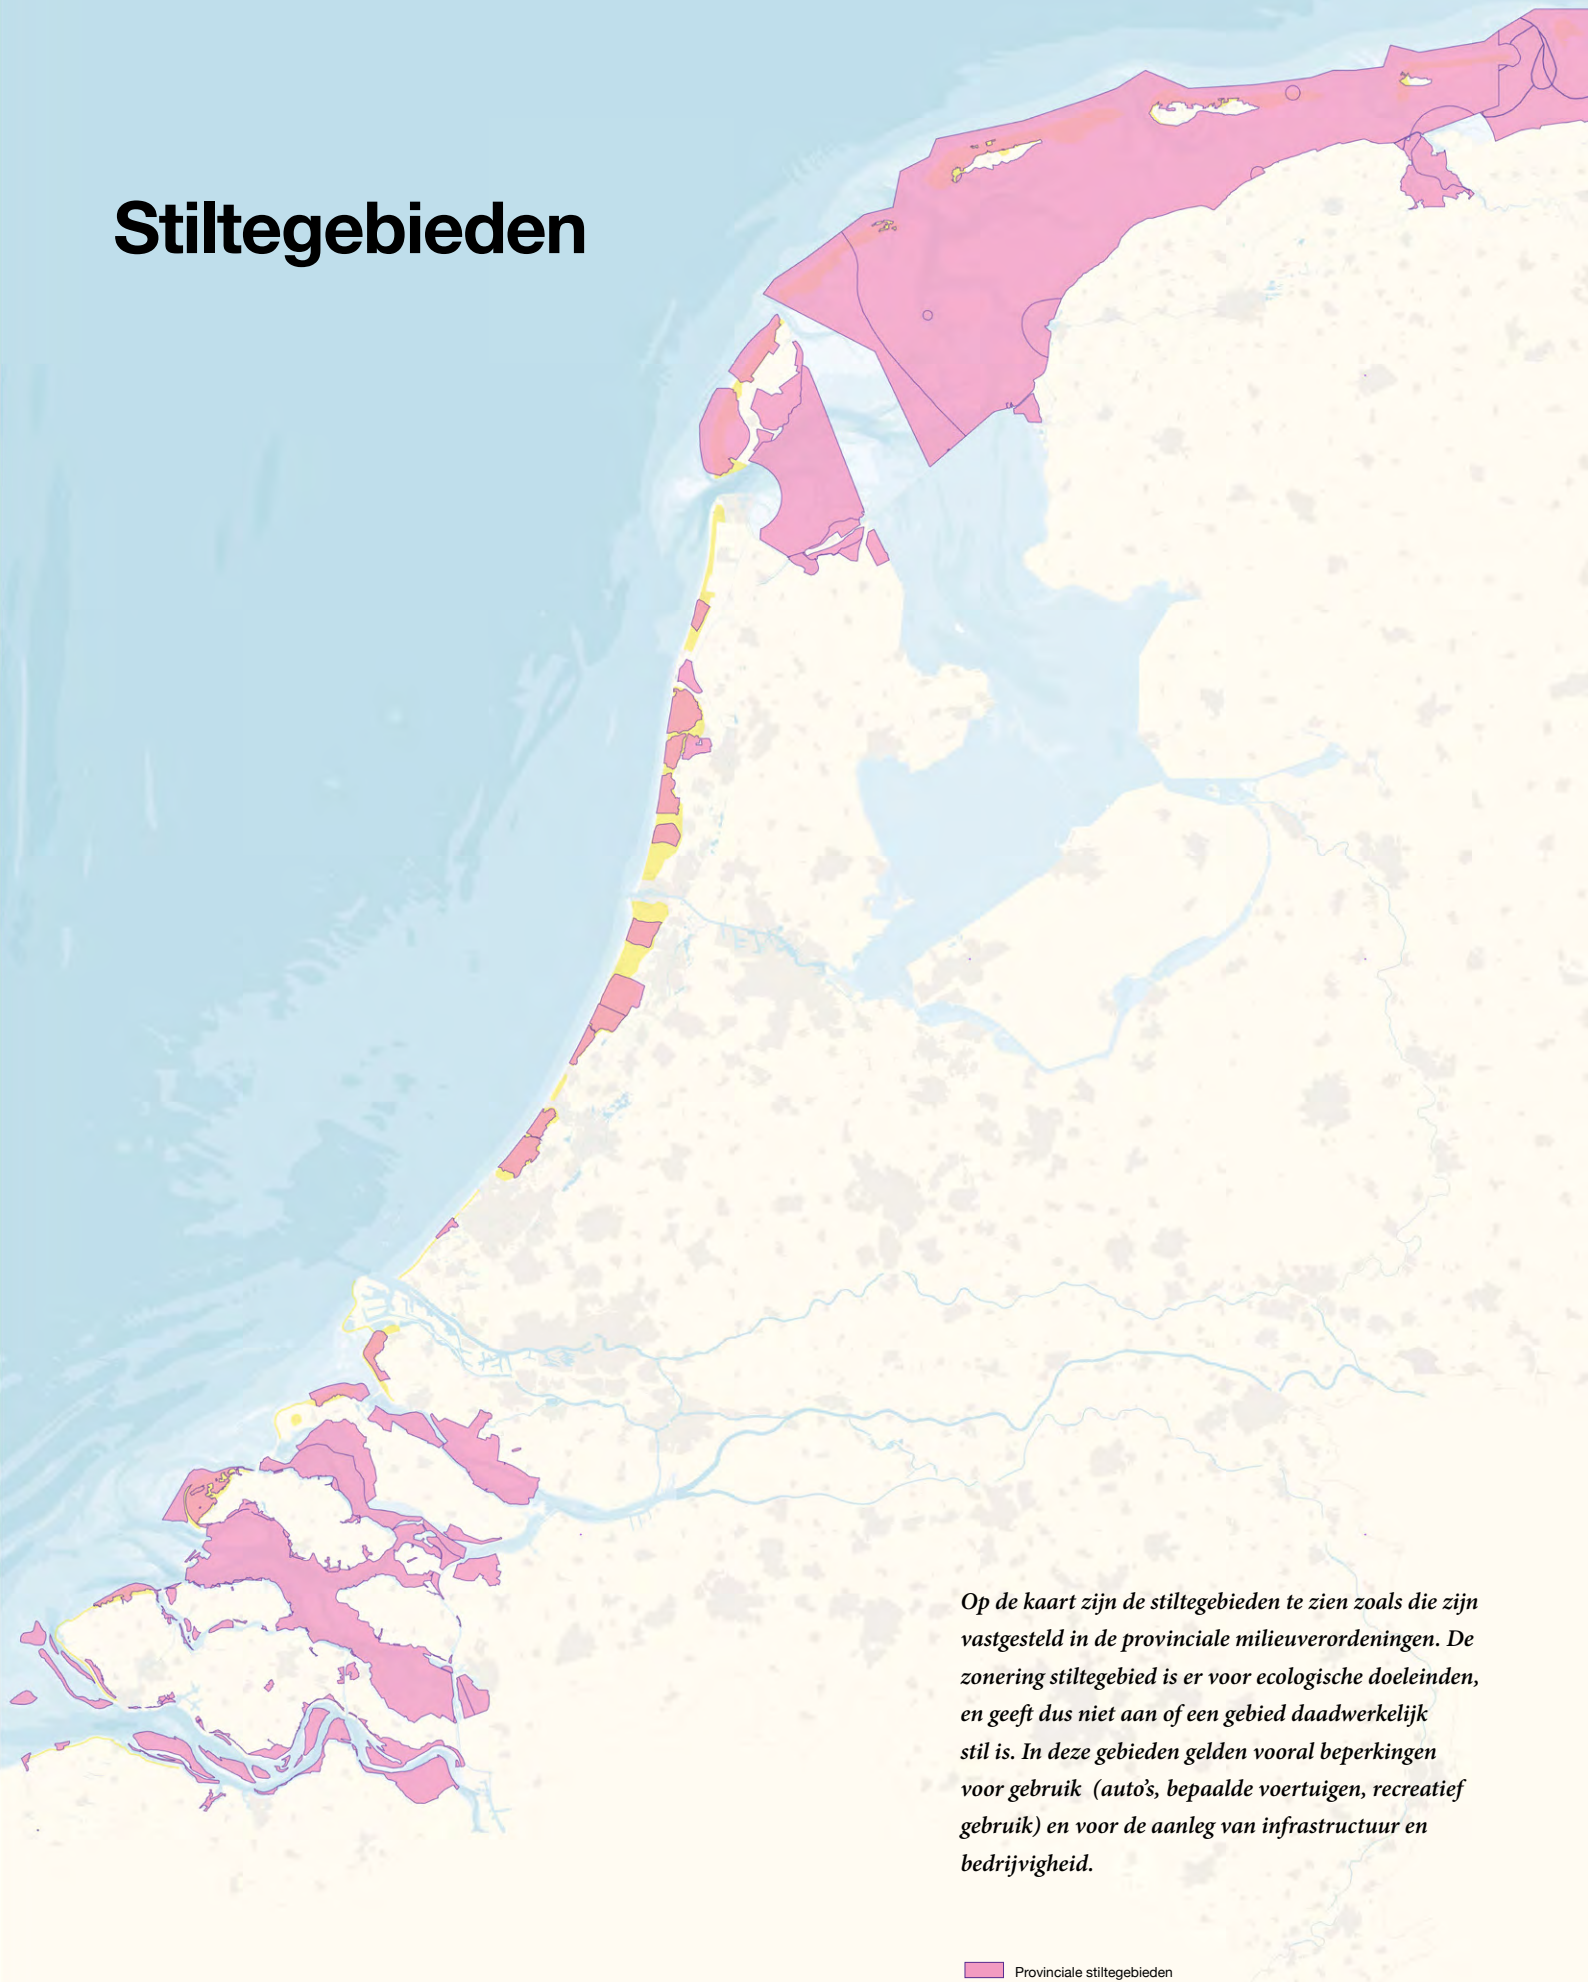 Stiltegebieden
Op de kaart zijn de stiltegebieden te zien zoals die zijn
vastgesteld in de provinciale milieuverordeningen. De
zonering stiltegebied is er voor ecologische doeleinden,
en geeft dus niet aan of een gebied daadwerkelijk
stil is. In deze gebieden gelden vooral beperkingen
voor gebruik  (auto’s, bepaalde voertuigen, recreatief
gebruik) en voor de aanleg van infrastructuur en
bedrijvigheid.
Provinciale stiltegebieden